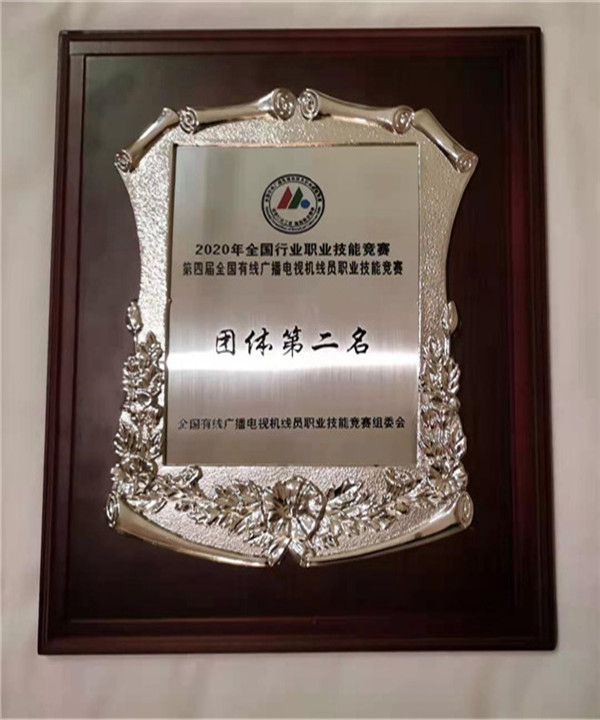 2020年全国行业职业技能竞赛
第四届全国有线广播电视机线员职业技能竞赛
团体第二名
全国有线广播电视机线员职业技能竞赛组委会